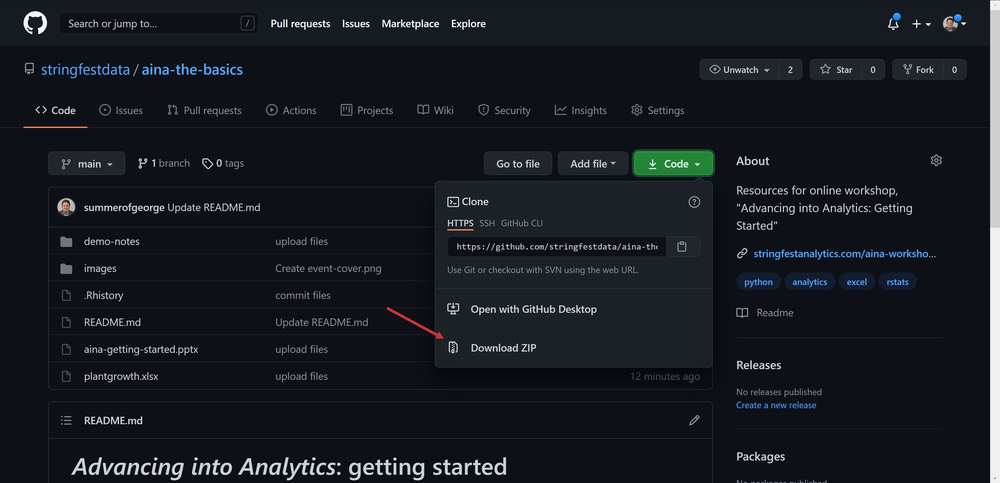 Search or jump to... /
Pull requests Issues Marketplace Explore
stringfestdata / aina-the-basics
Unwatch 2
Star 0
Fork 0
Code Issues Pull requests Actions Projects Wiki Security Insights Settings
main 1 branch 0 tags
Go to file Add file Code
summerofgeorge Update README.md
demo-notes upload files
images Create event-cover.png
.Rhistory commit files
README.md Update README.md
aina-getting-started.pptx upload files
plantgrowth.xlsx upload files 12 minutes ago
Clone
HTTPS SSH GitHub CLI
https://github.com/stringfestdata/aina-the
Use Git or checkout with SVN using the web URL.
Open with GitHub Desktop
Download ZIP
README.md
Advancing into Analytics: getting started
About
Resources for online workshop,
"Advancing into Analytics: Getting
Started"
stringfestanalytics.com/aina-worksho...
python analytics excel rstats
Readme
Releases
No releases published
Create a new release
Packages
No packages published